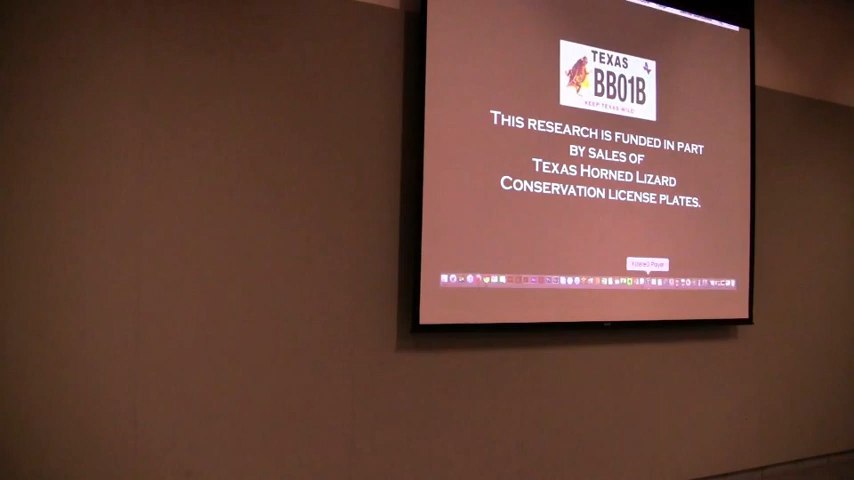 TEXAS
BB01B
KEEP TEXAS WILD
THIS RESEARCH IS FUNDED IN PART
BY SALES OF
TEXAS HORNED LIZARD
CONSERVATION LICENSE PLATES.